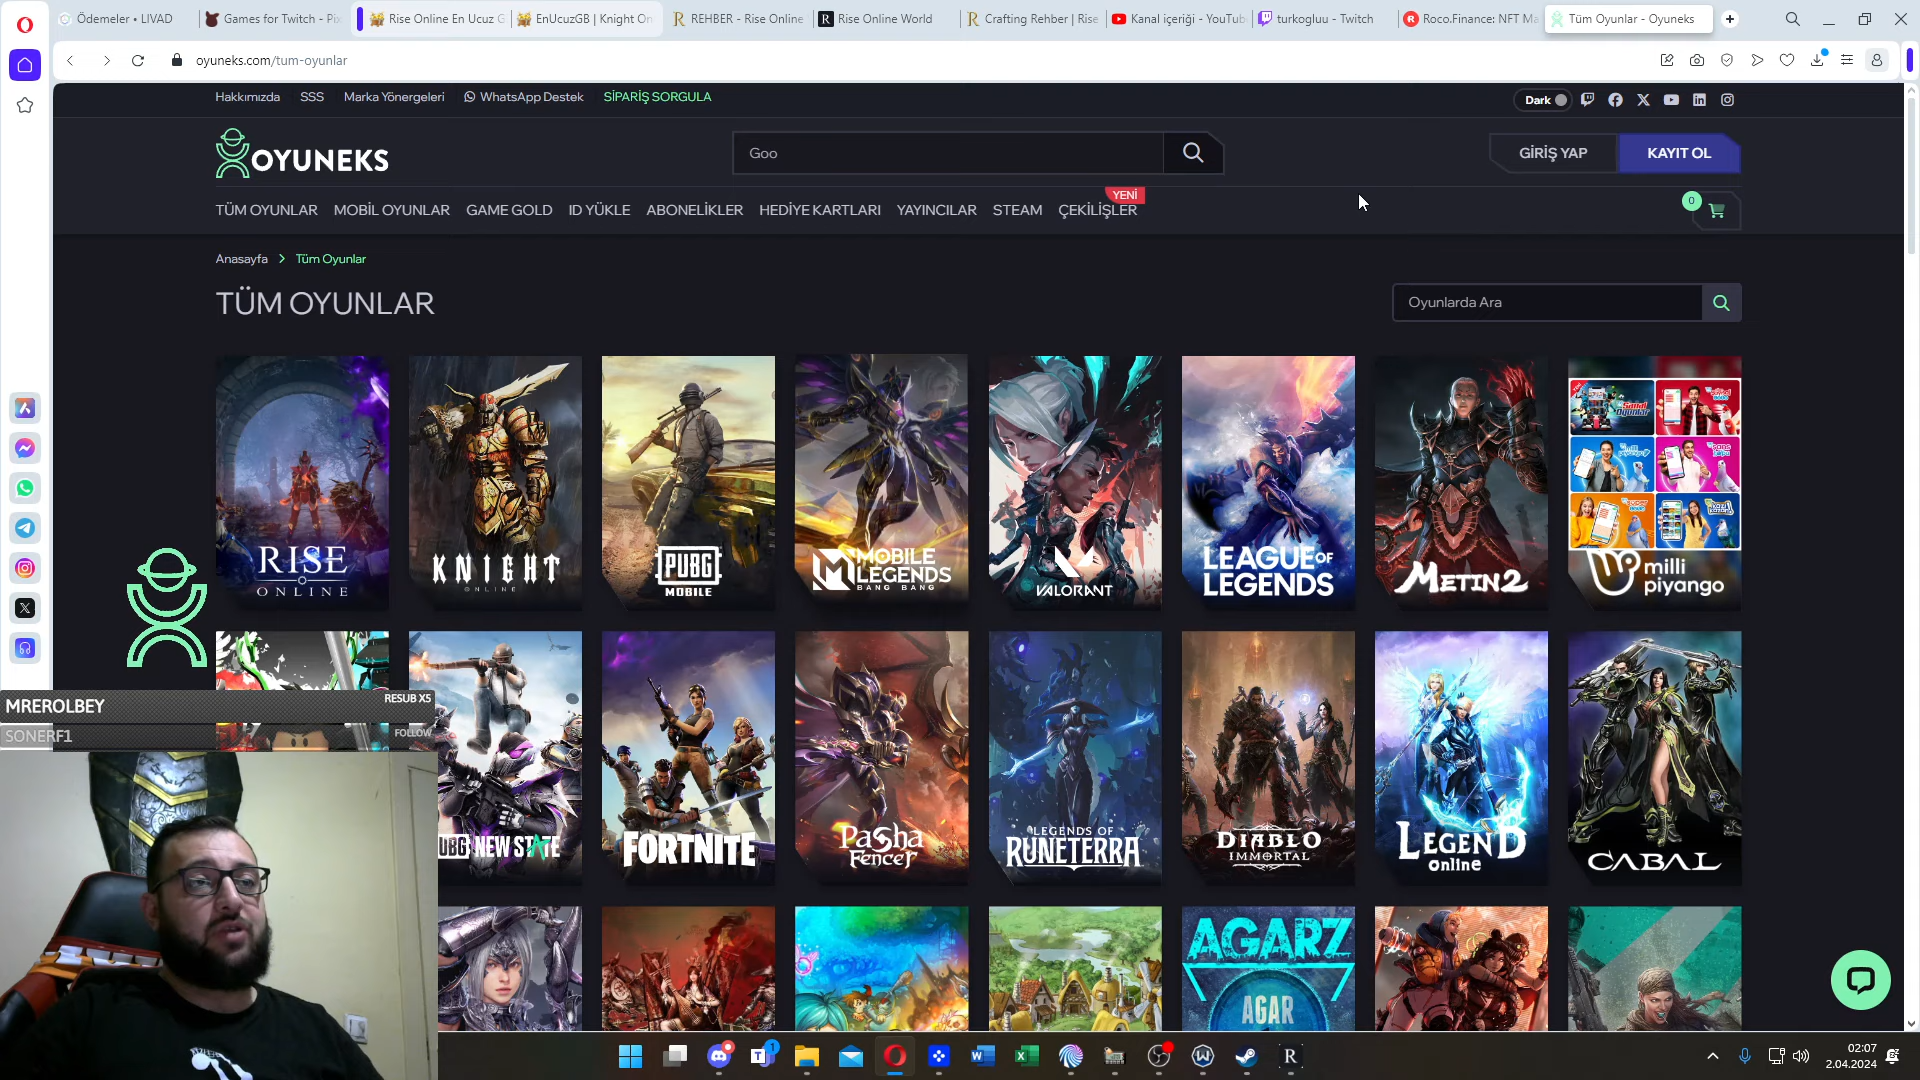 Ödemeler • LIVAD
Games for Twitch - Pix
Rise Online En Ucuz G
EnUcuzGB | Knight On
REHBER - Rise Online
Rise Online World
Crafting Rehber | Rise
Kanal içeriği - YouTub
turkogluu - Twitch
Roco.Finance: NFT Ma
Tüm Oyunlar - Oyuneks
oyuneks.com/tum-oyunlar
Hakkımızda
SSS
Marka Yönergeleri
WhatsApp Destek
SİPARİŞ SORGULA
Dark
OYUNEKS
Goo
GİRİŞ YAP
KAYIT OL
YENİ
TÜM OYUNLAR
MOBİL OYUNLAR
GAME GOLD
ID YÜKLE
ABONELİKLER
HEDİYE KARTLARI
YAYINCILAR
STEAM
ÇEKİLİŞLER
0
Anasayfa
Tüm Oyunlar
TÜM OYUNLAR
Oyunlarda Ara
RISE
ONLINE
KNIGHT
ONLINE
PUBG
MOBILE
MOBILE
LEGENDS
BANG BANG
VALORANT
LEAGUE OF
LEGENDS
METIN2
milli
piyango
MREROLBEY
RESUB X5
SONERF1
FOLLOW
PUBG NEW STATE
FORTNITE
Pasha
Fencer
LEGENDS OF
RUNETERRA
DIABLO
IMMORTAL
LEGEND
online
CABAL
AGARZ
AGAR
1
02:07
2.04.2024